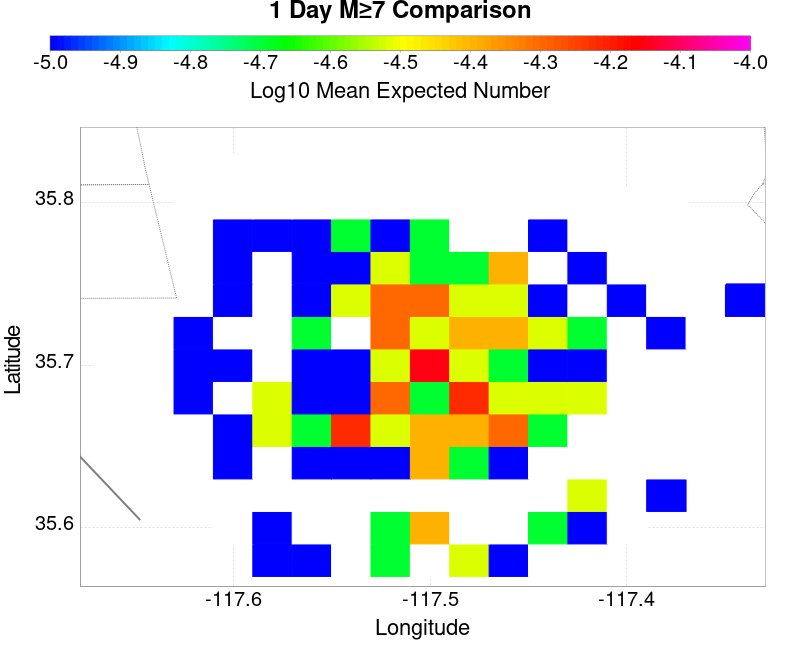 1 Day M≥7 Comparison
-5.0 -4.9 -4.8 -4.7 -4.6 -4.5 -4.4 -4.3 -4.2 -4.1 -4.0
Log10 Mean Expected Number
35.8
35.7
35.6
Latitude
-117.6 -117.5 -117.4
Longitude